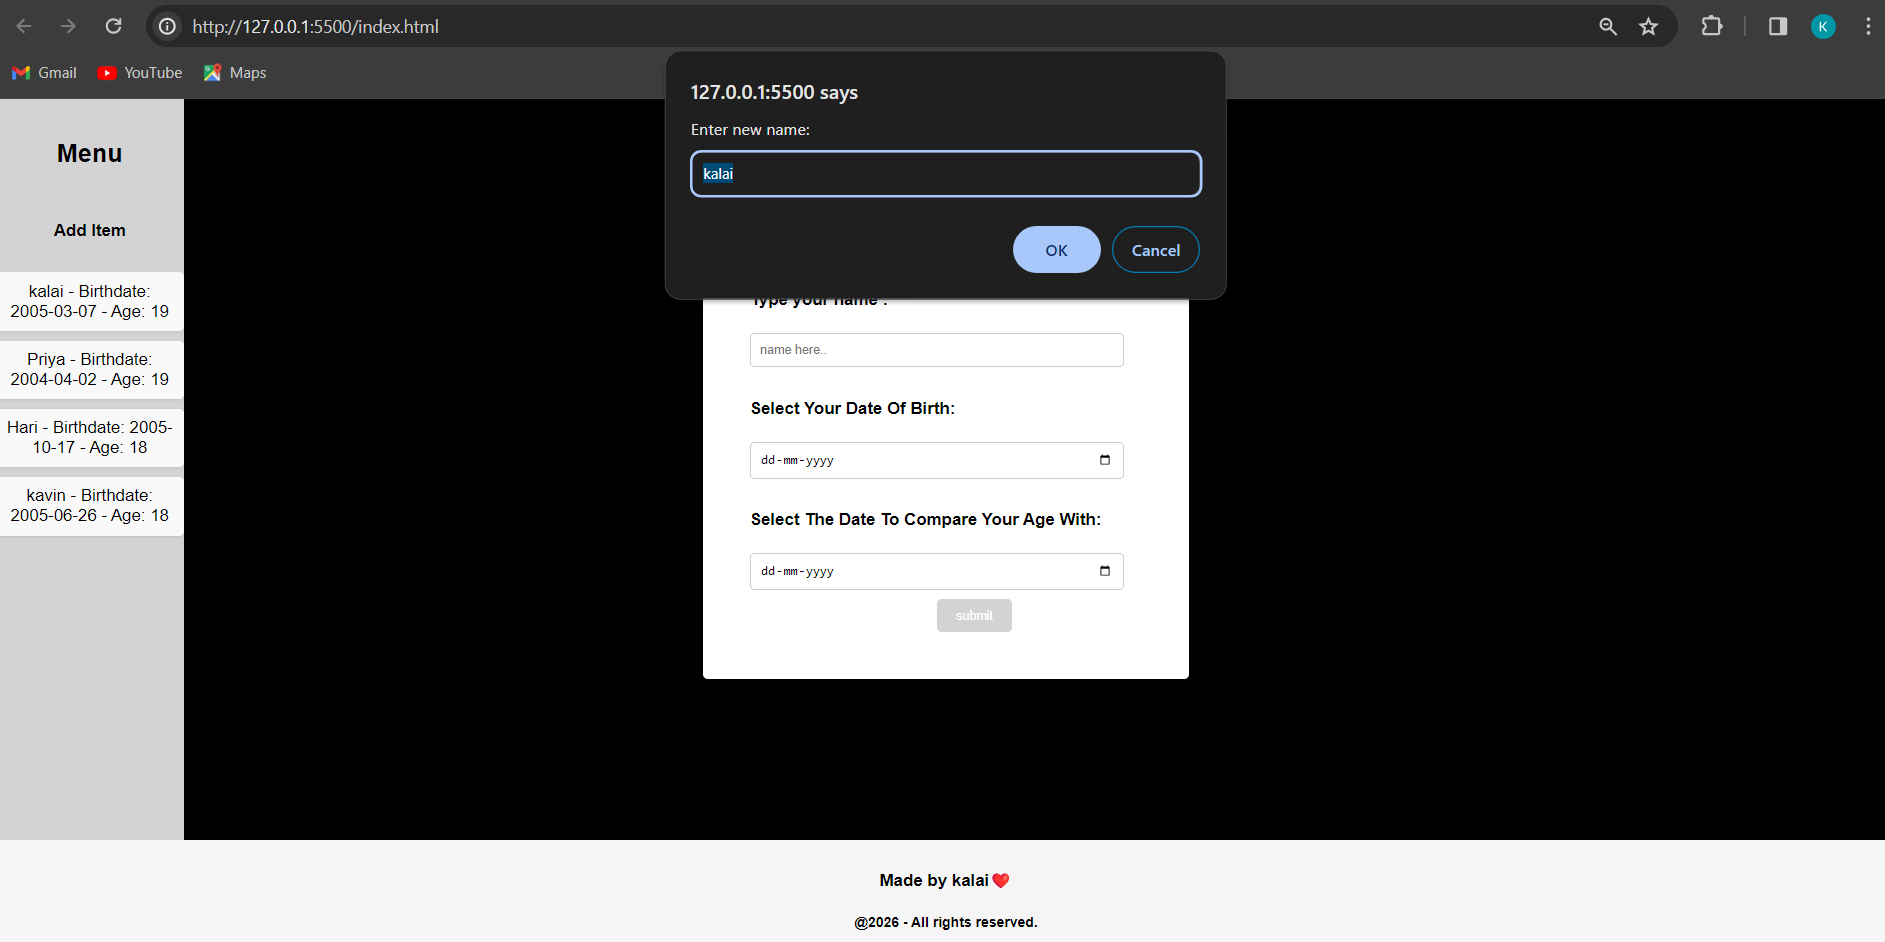 http://127.0.0.1:5500/index.html
K
Gmail
YouTube
Maps
127.0.0.1:5500 says
Enter new name:
kalai
OK
Cancel
Menu
Add Item
kalai - Birthdate:
2005-03-07 - Age: 19
Priya - Birthdate:
2004-04-02 - Age: 19
Hari - Birthdate: 2005-
10-17 - Age: 18
kavin - Birthdate:
2005-06-26 - Age: 18
Type your name :
name here..
Select Your Date Of Birth:
dd-mm-yyyy
Select The Date To Compare Your Age With:
dd-mm-yyyy
submit
Made by kalai❤️
@2026 - All rights reserved.